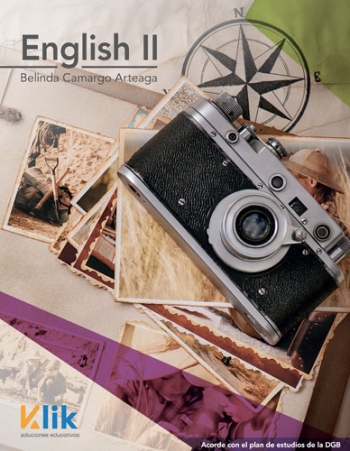 English II
Belinda Camargo Arteaga
N
E
Klik
soluciones educativas
Acorde con el plan de estudios de la DGB